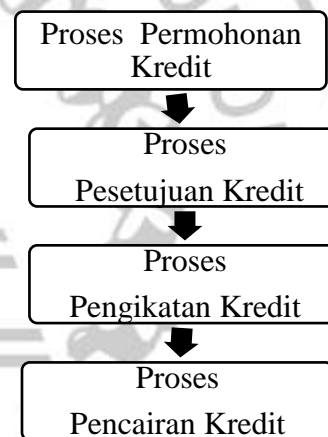 Proses Permohonan
Kredit
Proses
Pesetujuan Kredit
Proses
Pengikatan Kredit
Proses
Pencairan Kredit